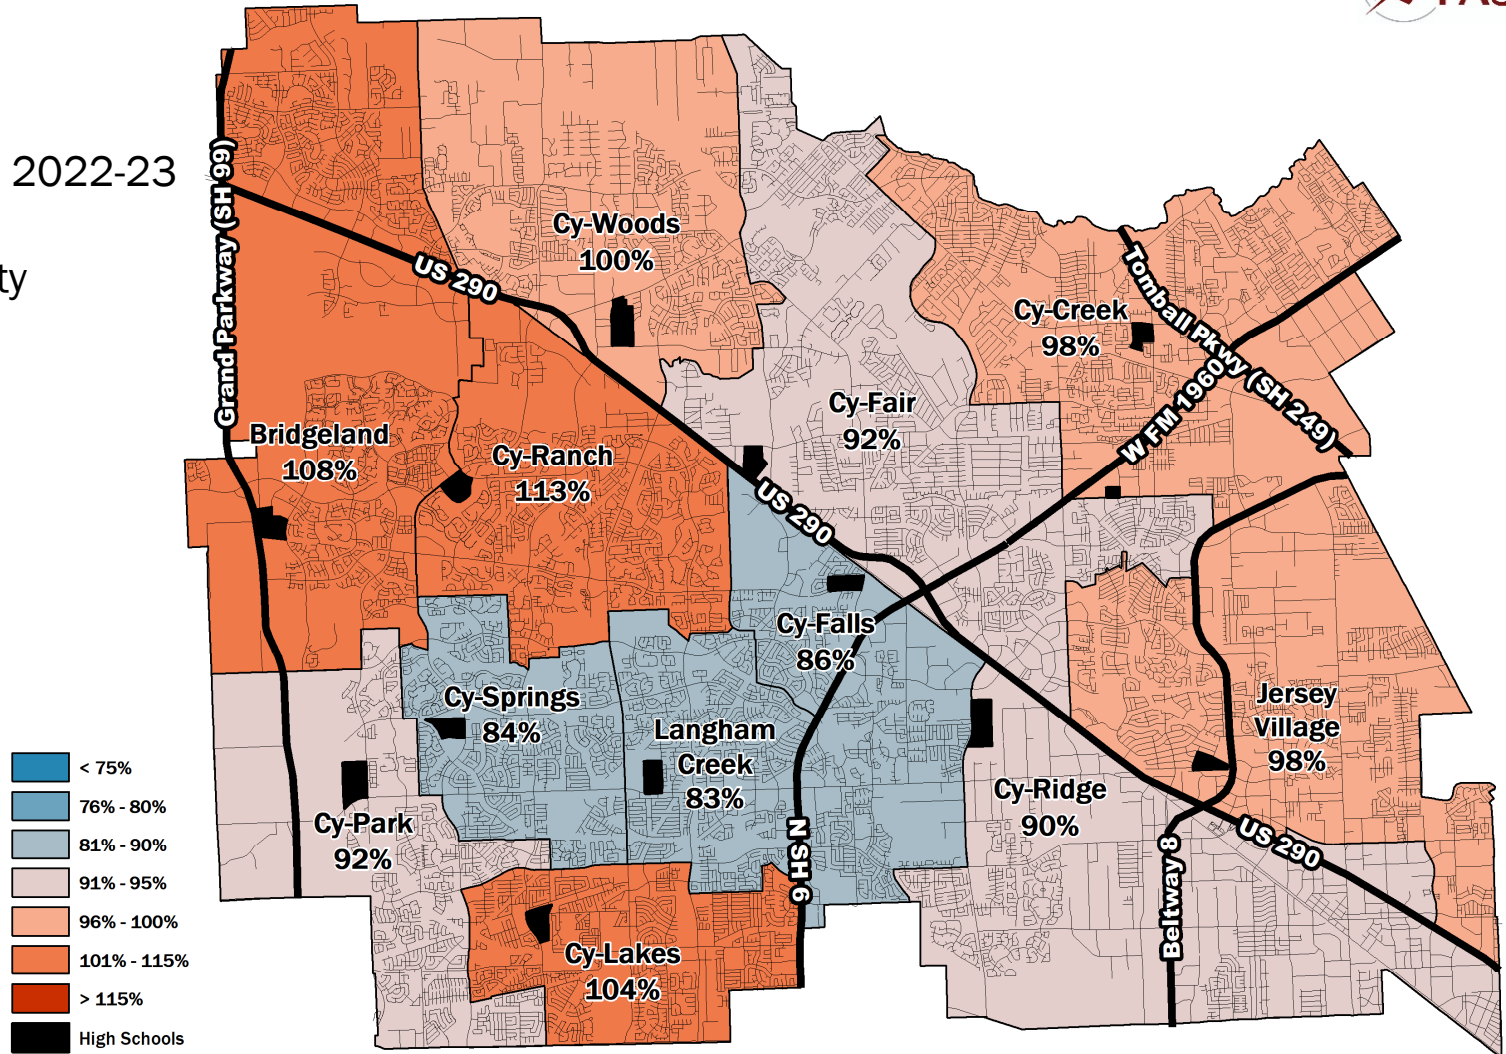 FAS
2022-23
ty
Grand Parkway (SH 99)
US 290
Cy-Woods
100%
Cy-Creek
98%
Tomball Pkwy (SH 249)
W FM 1960
Cy-Fair
92%
Bridgeland
108%
Cy-Ranch
113%
US 290
Cy-Falls
86%
Cy-Springs
84%
Langham
Creek
83%
Jersey
Village
98%
Cy-Ridge
90%
Cy-Park
92%
N SH 6
Beltway 8
US 290
Cy-Lakes
104%
< 75%
76% - 80%
81% - 90%
91% - 95%
96% - 100%
101% - 115%
> 115%
High Schools